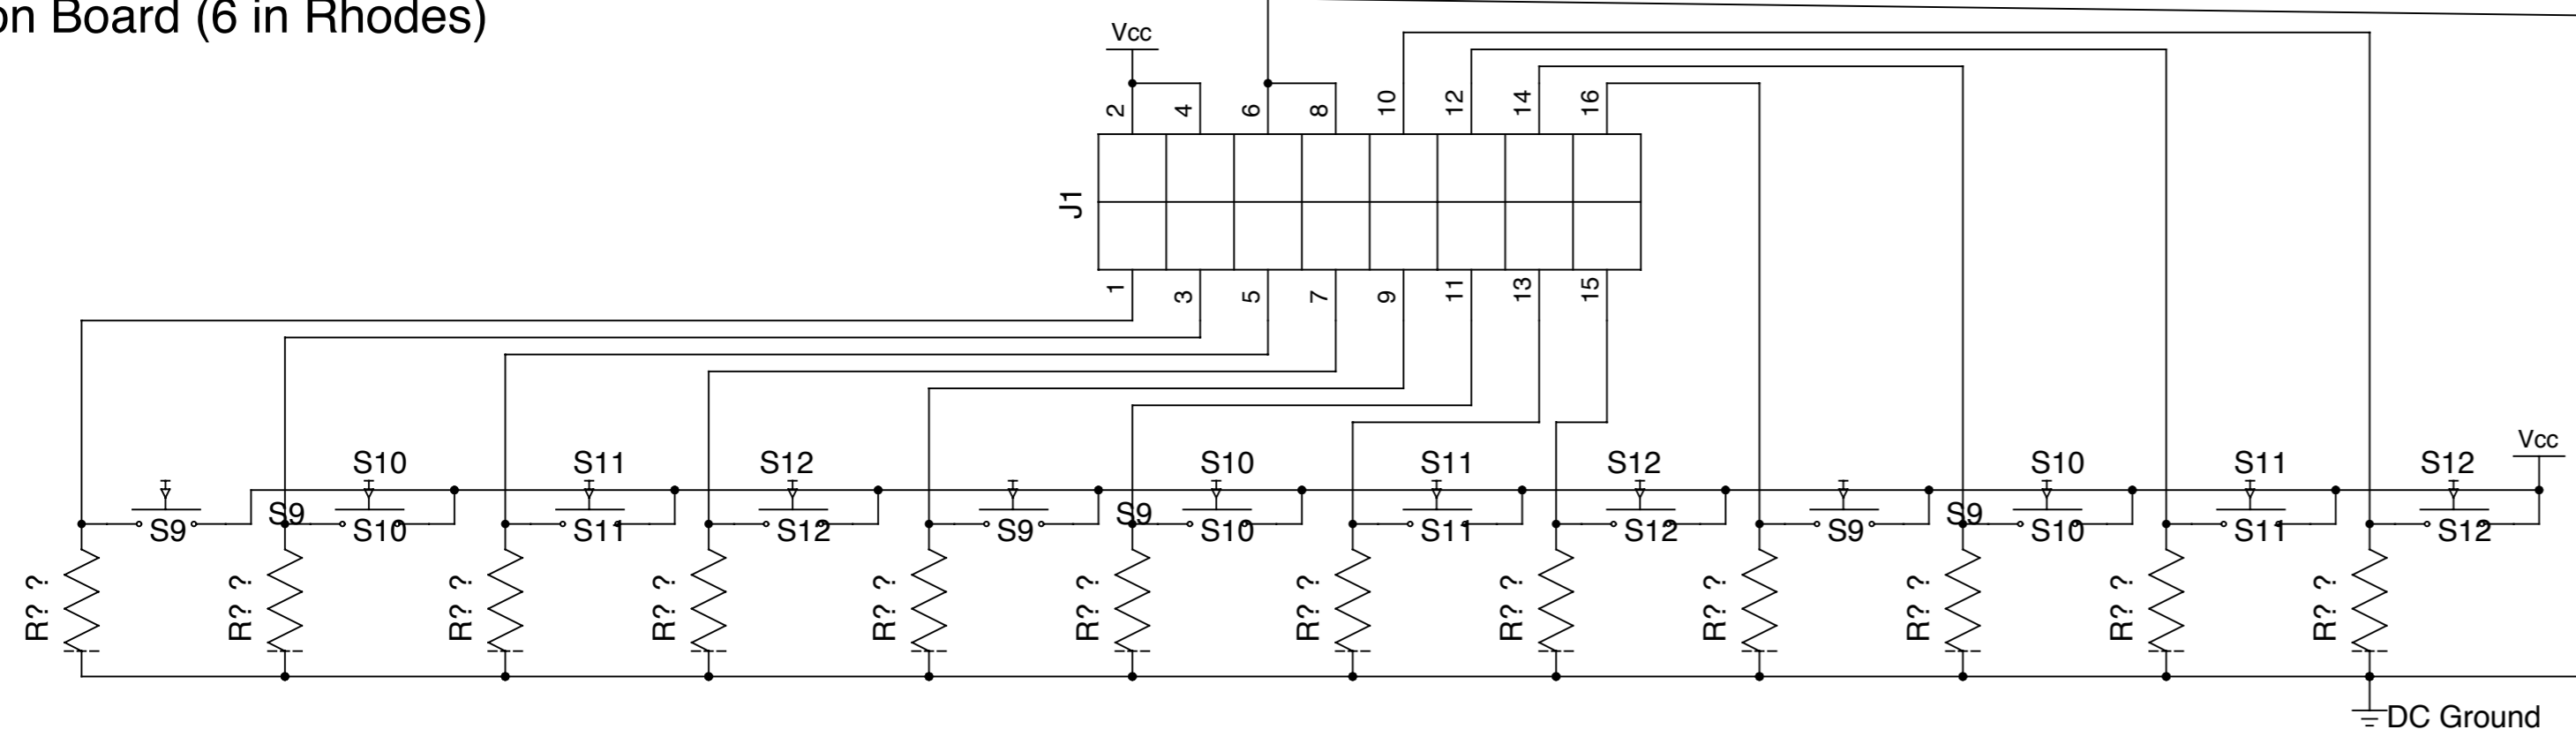 on Board (6 in Rhodes)
Vcc
2 4 6 8 10 12 14 16
J1
1 3 5 7 9 11 13 15
Vcc
S10 S11 S12 S10 S11 S12 S10 S11 S12
S9 S9 S9
S9 S10 S11 S12 S9 S10 S11 S12 S9 S10 S11 S12
R?? R?? R?? R?? R?? R?? R?? R?? R?? R?? R?? R??
DC Ground